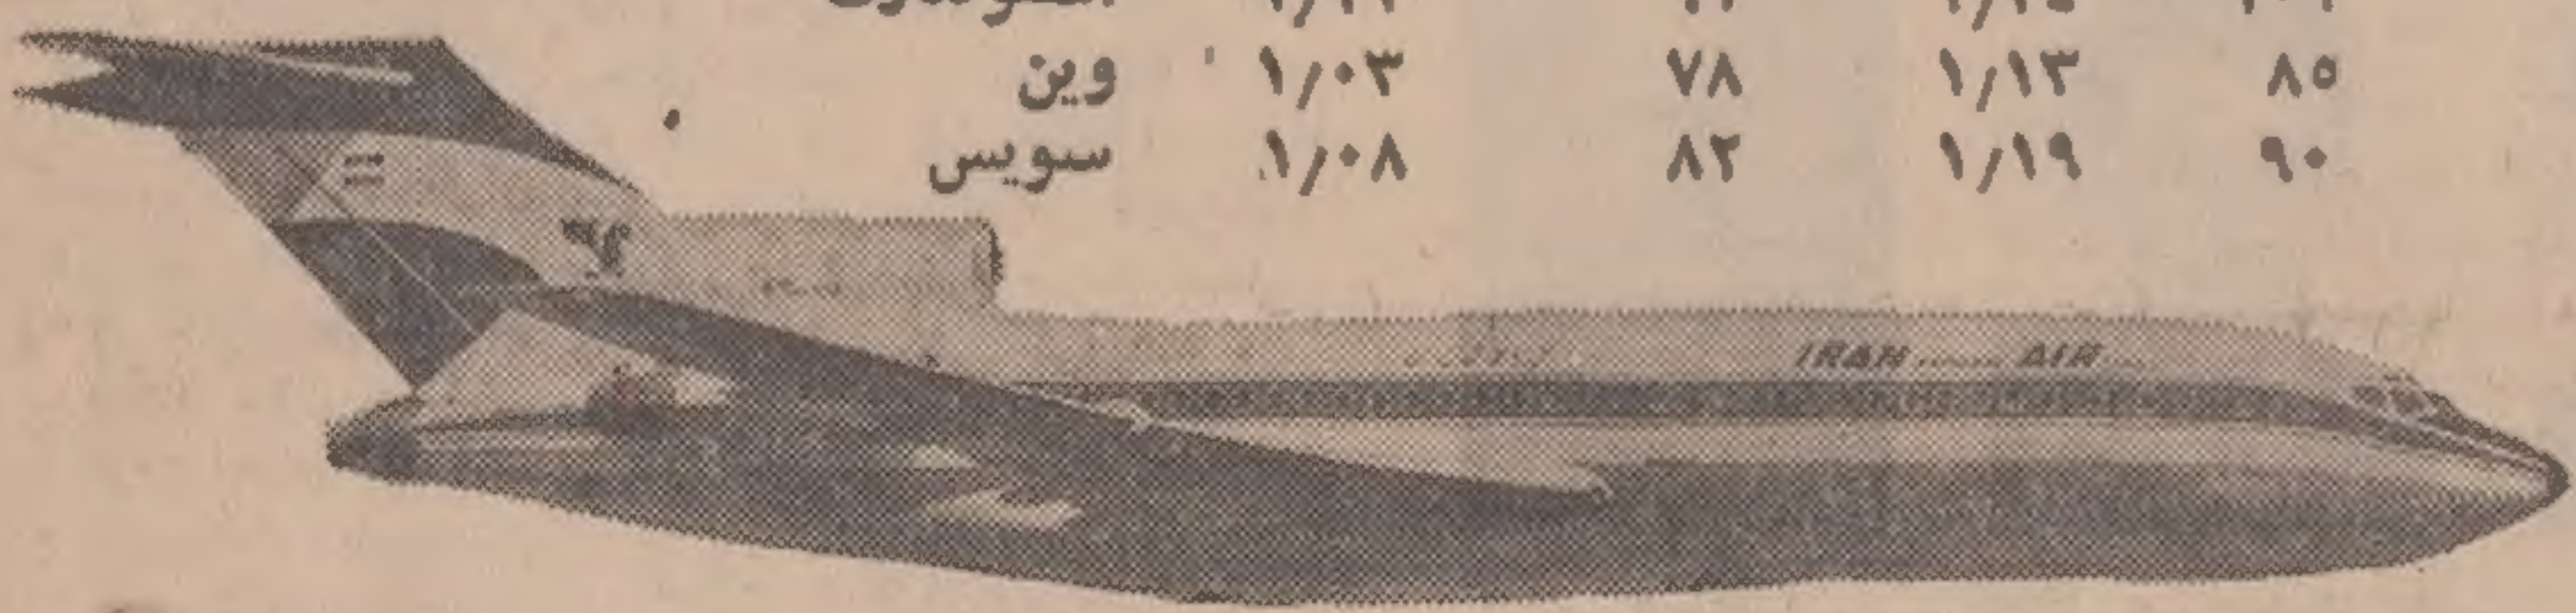 ۸۵ ۱/۱۳ ۷۸ ۱/۰۳ وین
۹۰ ۱/۱۹ ۸۲ ۱/۰۸ سویس
IRAN AIR